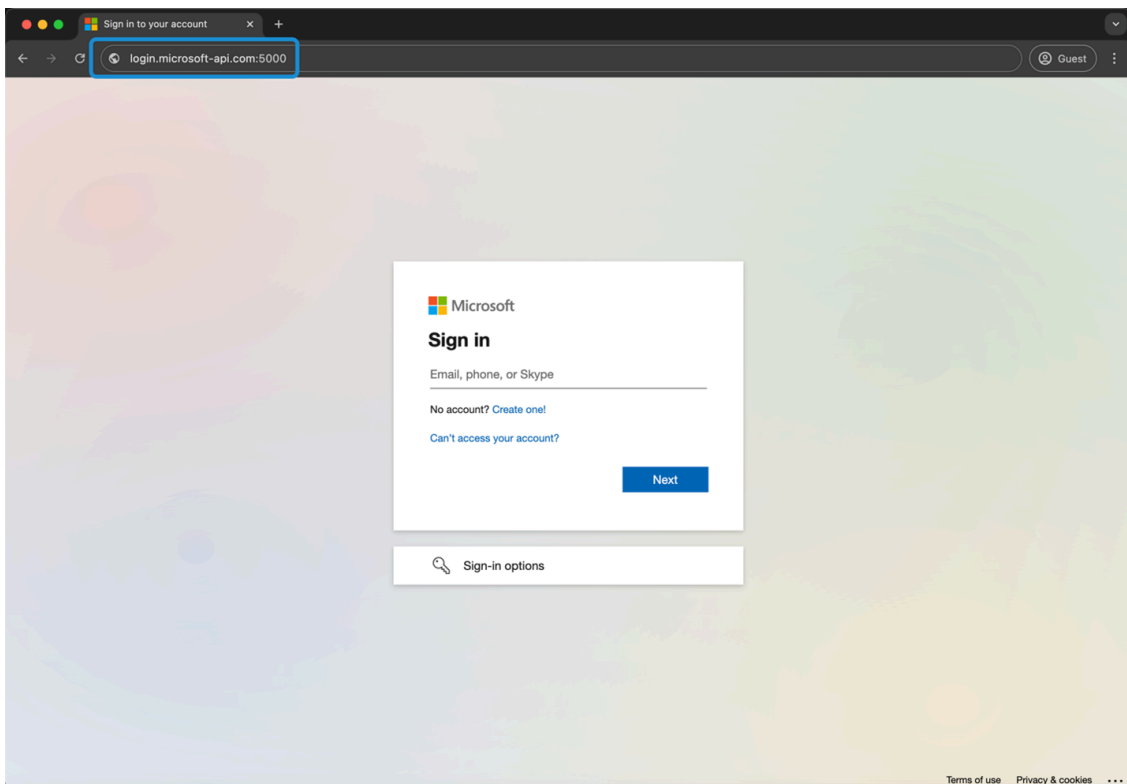 Sign in to your account
login.microsoft-api.com:5000
Guest
Microsoft
Sign in
Email, phone, or Skype
No account? Create one!
Can't access your account?
Next
Sign-in options
Terms of use Privacy & cookies ...